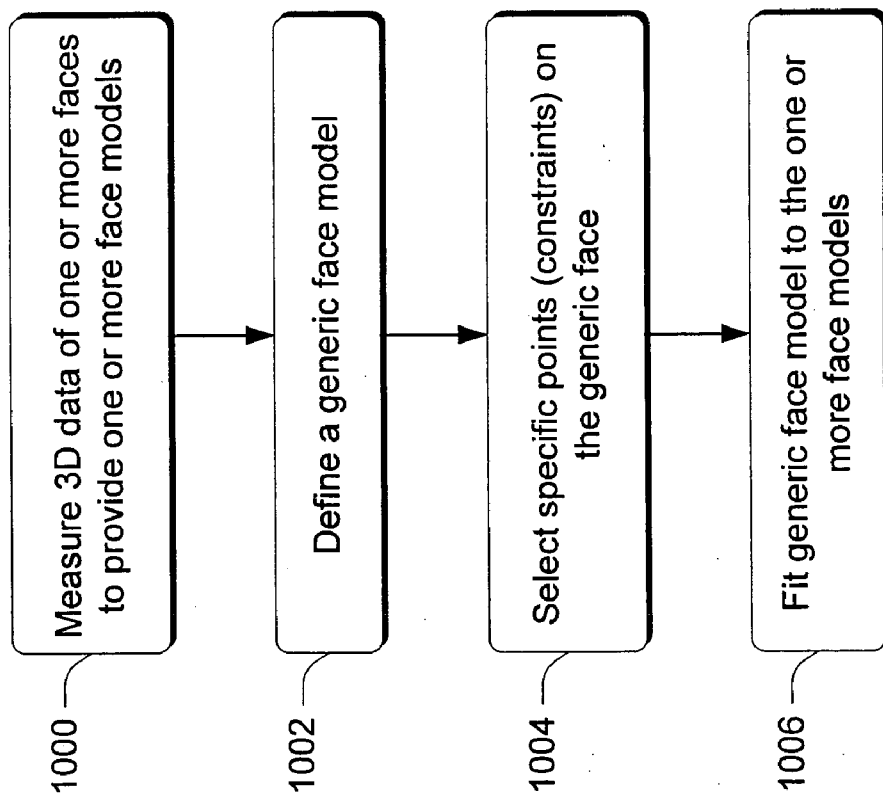 1000
Measure 3D data of one or more faces
to provide one or more face models
1002
Define a generic face model
1004
Select specific points (constraints) on
the generic face
1006
Fit generic face model to the one or
more face models